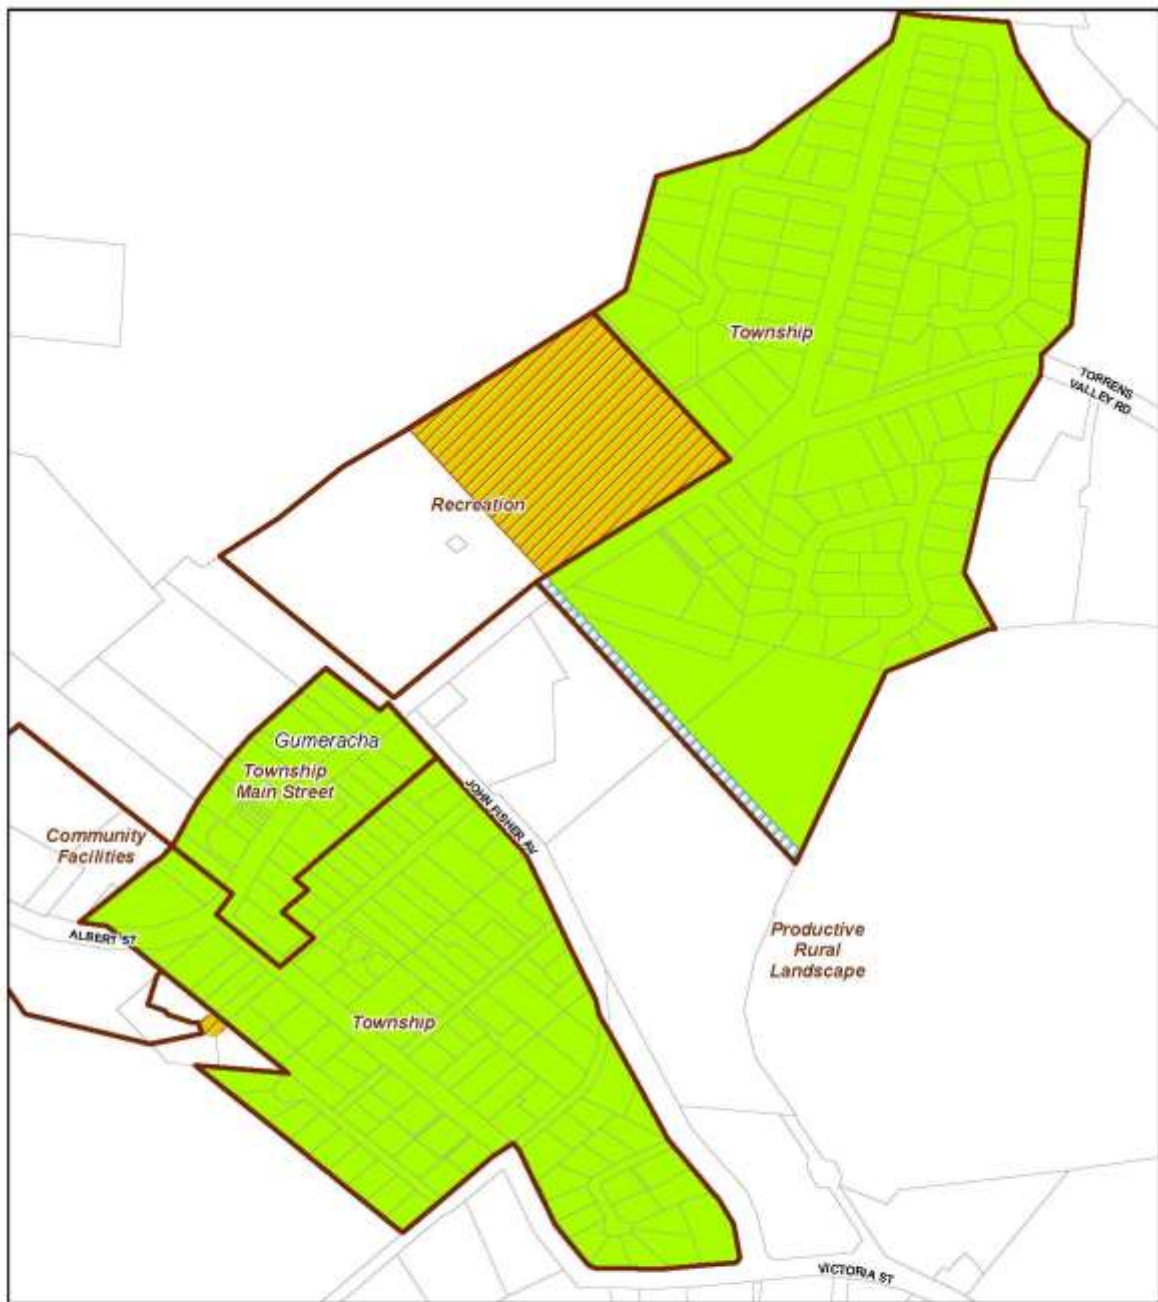 Township
TORRENS
VALLEY RD
Recreation
Gumeracha
Township
Main Street
JOHN FISHER AV
Community
Facilities
ALBERT ST
Productive
Rural
Landscape
Township
VICTORIA ST